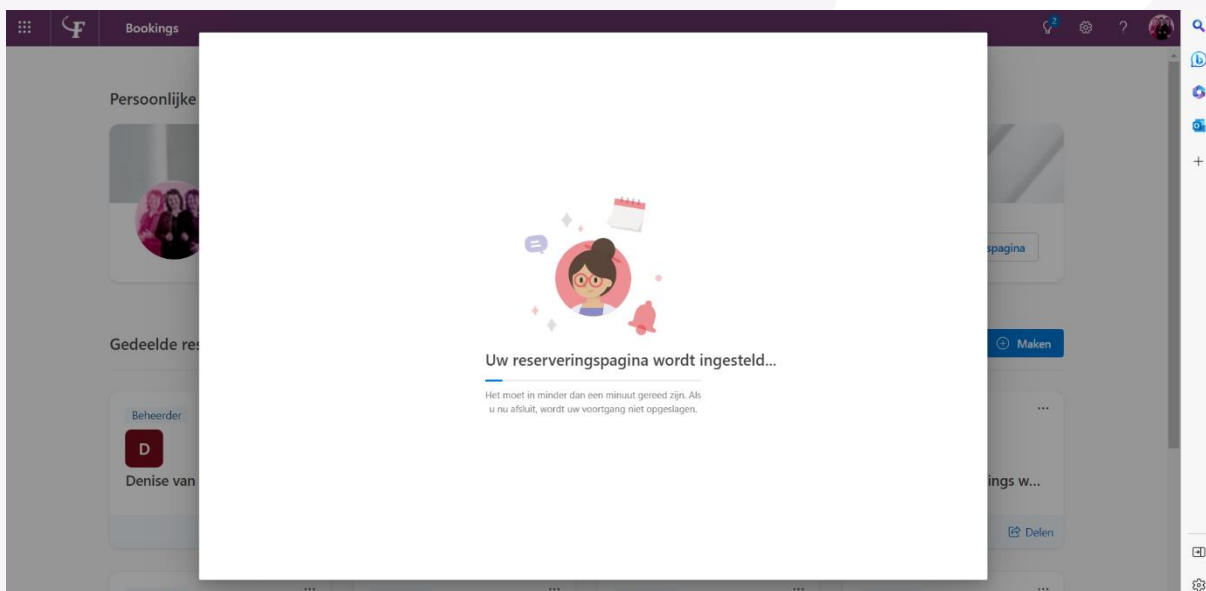 Bookings
2
?
Persoonlijke
spagina
Uw reserveringspagina wordt ingesteld...
Het moet in minder dan een minuut gereed zijn. Als
u nu afsluit, wordt uw voortgang niet opgeslagen.
Gedeelde res
Maken
Beheerder
...
D
Denise van
ings w...
Delen
...
...
...
...